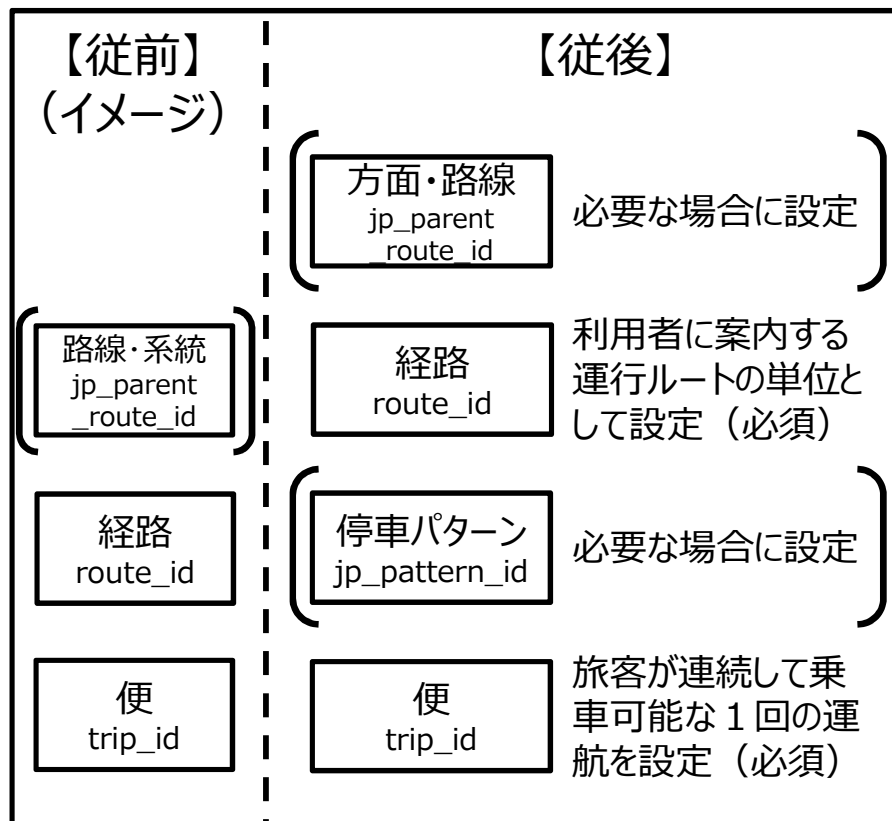 【従前】
（イメージ）
路線・系統
jp_parent
_route_id
経路
route_id
便
trip_id
【従後】
方面・路線
jp_parent
_route_id
必要な場合に設定
経路
route_id
利用者に案内する
運行ルートの単位と
して設定（必須）
停車パターン
jp_pattern_id
必要な場合に設定
便
trip_id
旅客が連続して乗
車可能な１回の運
航を設定（必須）